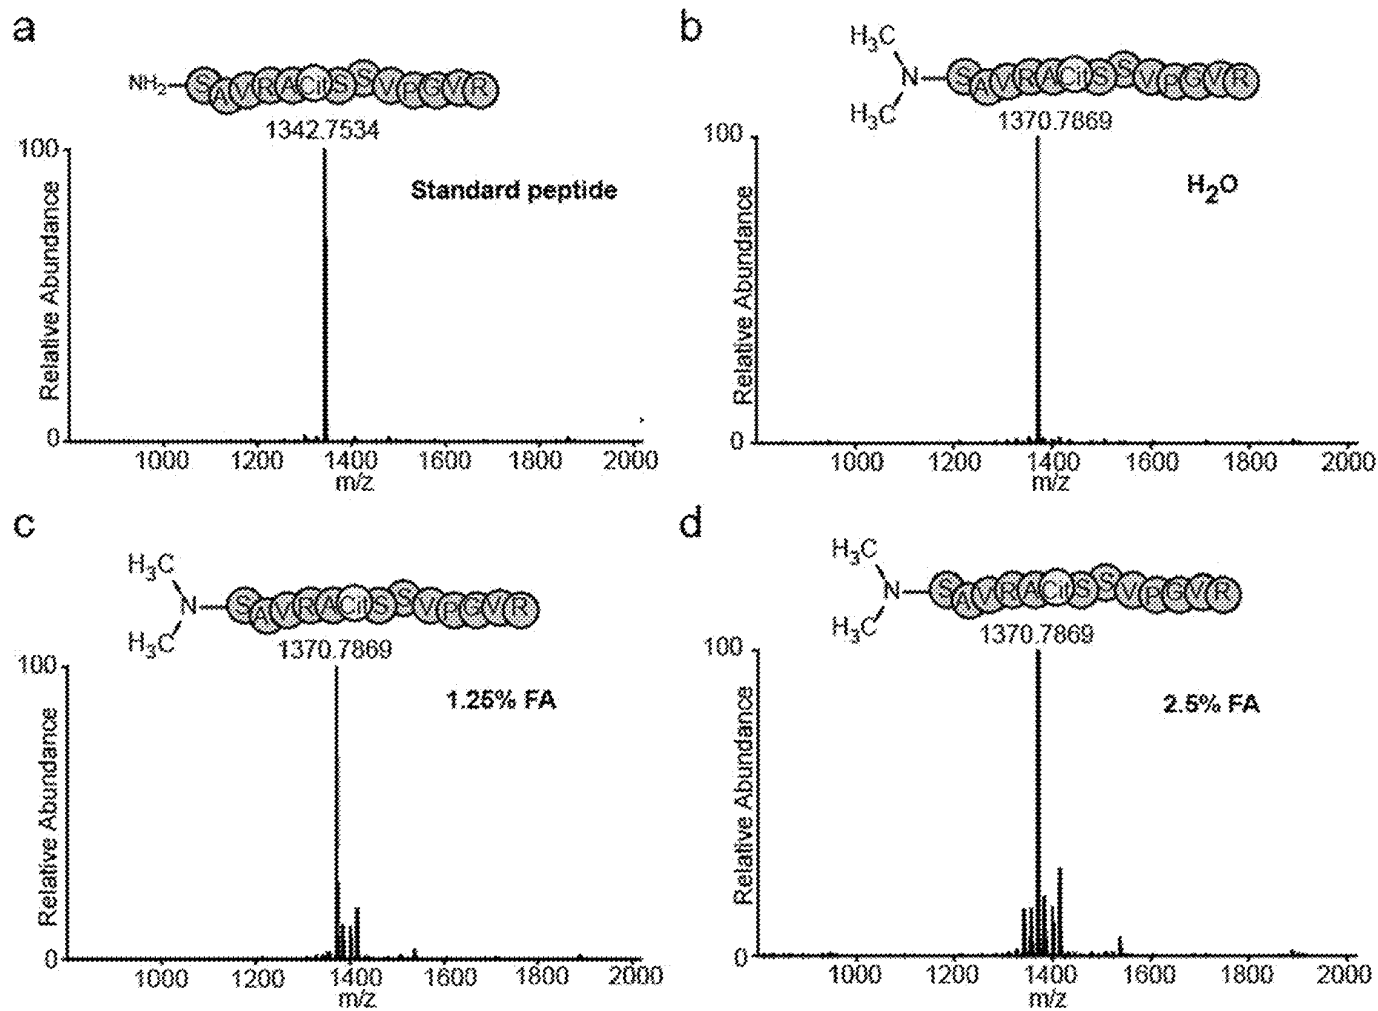 a
NH2 S A V R A Cit S S V P G V R
1342.7534
100
Standard peptide
Relative Abundance
0
1000 1200 1400 1600 1800 2000
m/z
b
H3C
N S A V R A Cit S S V P G V R
H3C
1370.7869
100
H2O
Relative Abundance
0
1000 1200 1400 1600 1800 2000
m/z
c
H3C
N S A V R A Cit S S V P G V R
H3C
1370.7869
100
1.25% FA
Relative Abundance
0
1000 1200 1400 1600 1800 2000
m/z
d
H3C
N S A V R A Cit S S V P G V R
H3C
1370.7869
100
2.5% FA
Relative Abundance
0
1000 1200 1400 1600 1800 2000
m/z